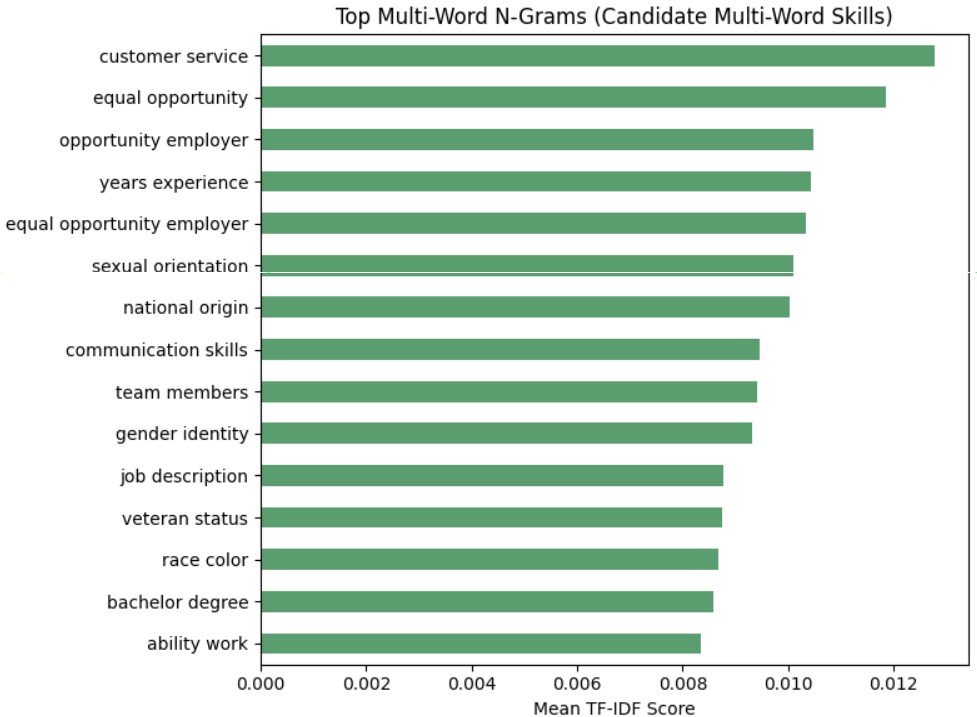 Top Multi-Word N-Grams (Candidate Multi-Word Skills)
customer service
equal opportunity
opportunity employer
years experience
equal opportunity employer
sexual orientation
national origin
communication skills
team members
gender identity
job description
veteran status
race color
bachelor degree
ability work
0.000 0.002 0.004 0.006 0.008 0.010 0.012
Mean TF-IDF Score